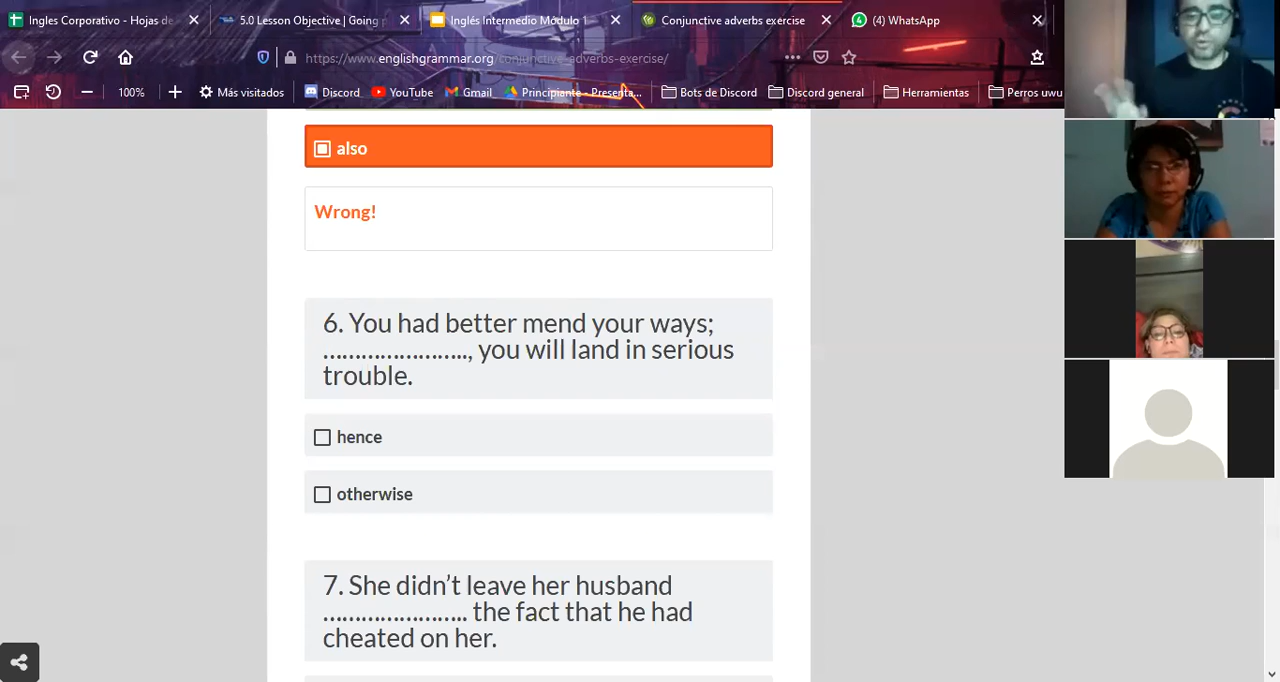 Ingles Corporativo - Hojas de
5.0 Lesson Objective | Going p
Inglés Intermedio Módulo 1
Conjunctive adverbs exercise
(4) WhatsApp
https://www.englishgrammar.org/conjunctive-adverbs-exercise/
100%
Más visitados
Discord
YouTube
Gmail
Principiante - Presenta...
Bots de Discord
Discord general
Herramientas
Perros uwu
also
Wrong!
6. You had better mend your ways;
………………….., you will land in serious
trouble.
hence
otherwise
7. She didn’t leave her husband
………………….. the fact that he had
cheated on her.